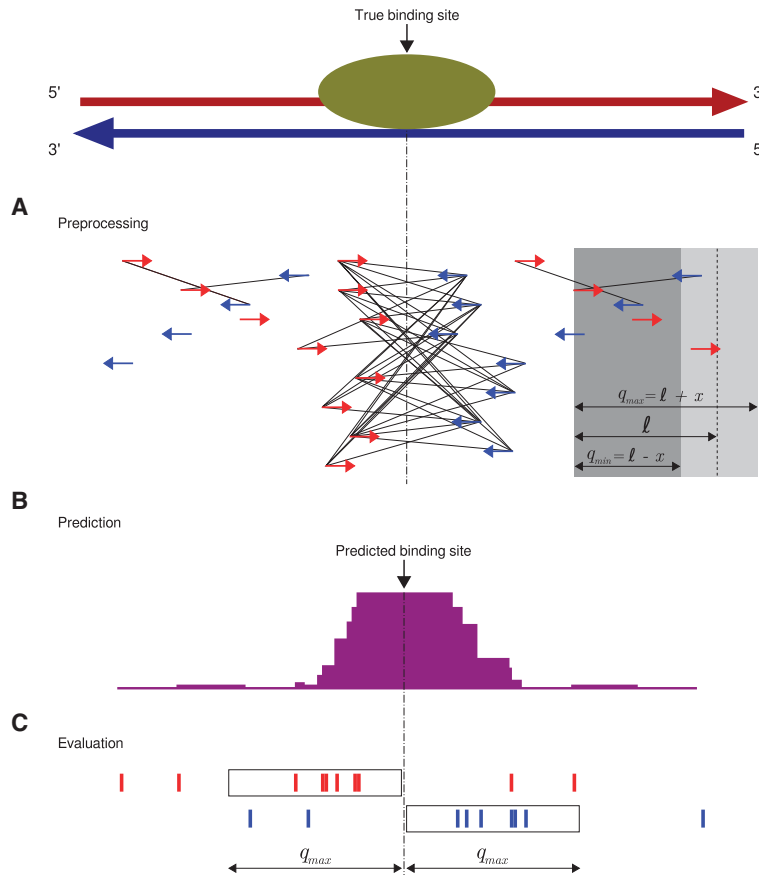 True binding site
5'
3'
3'
5'
A
Preprocessing
q_max = ℓ + x
ℓ
q_min = ℓ - x
B
Prediction
Predicted binding site
C
Evaluation
q_max
q_max